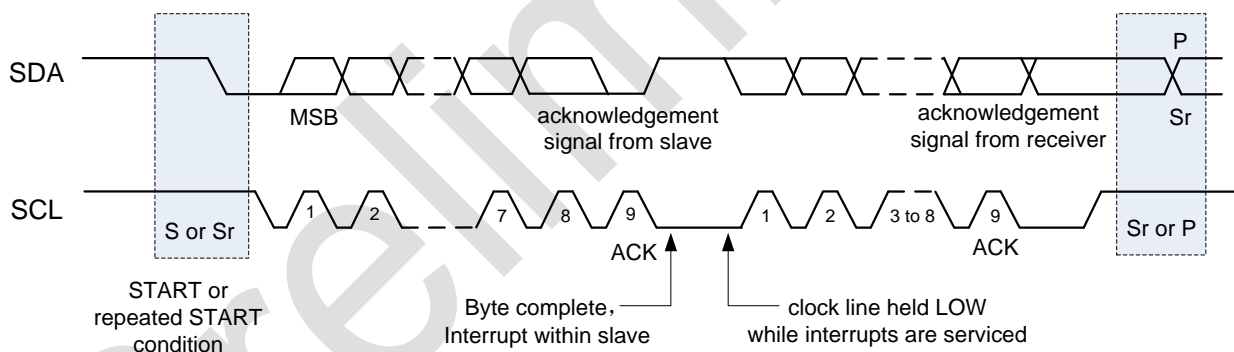 P
SDA
MSB
acknowledgement
signal from slave
acknowledgement
signal from receiver
Sr
SCL
1
2
7
8
9
1
2
3 to 8
9
S or Sr
ACK
ACK
Sr or P
START or
repeated START
condition
Byte complete，
Interrupt within slave
clock line held LOW
while interrupts are serviced